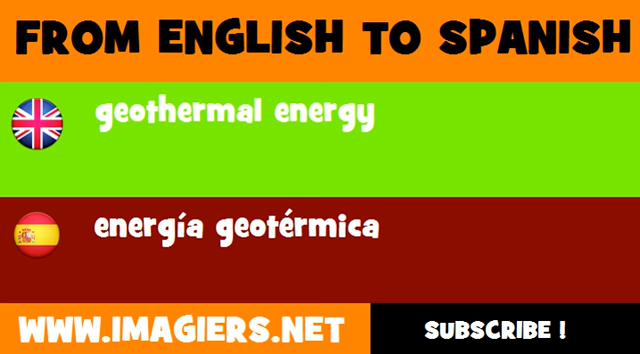 FROM ENGLISH TO SPANISH
geothermal energy
energía geotérmica
WWW.IMAGIERS.NET
SUBSCRIBE !